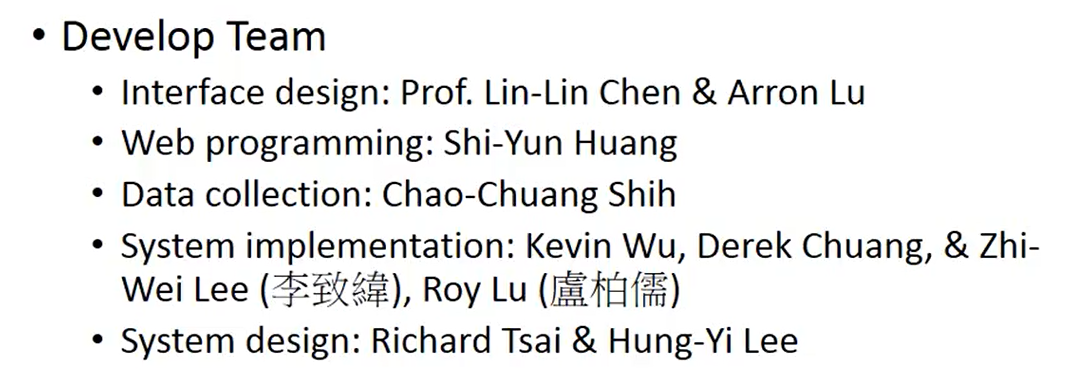 • Develop Team
• Interface design: Prof. Lin-Lin Chen & Arron Lu
• Web programming: Shi-Yun Huang
• Data collection: Chao-Chuang Shih
• System implementation: Kevin Wu, Derek Chuang, & Zhi-
Wei Lee (李致緯), Roy Lu (盧柏儒)
• System design: Richard Tsai & Hung-Yi Lee